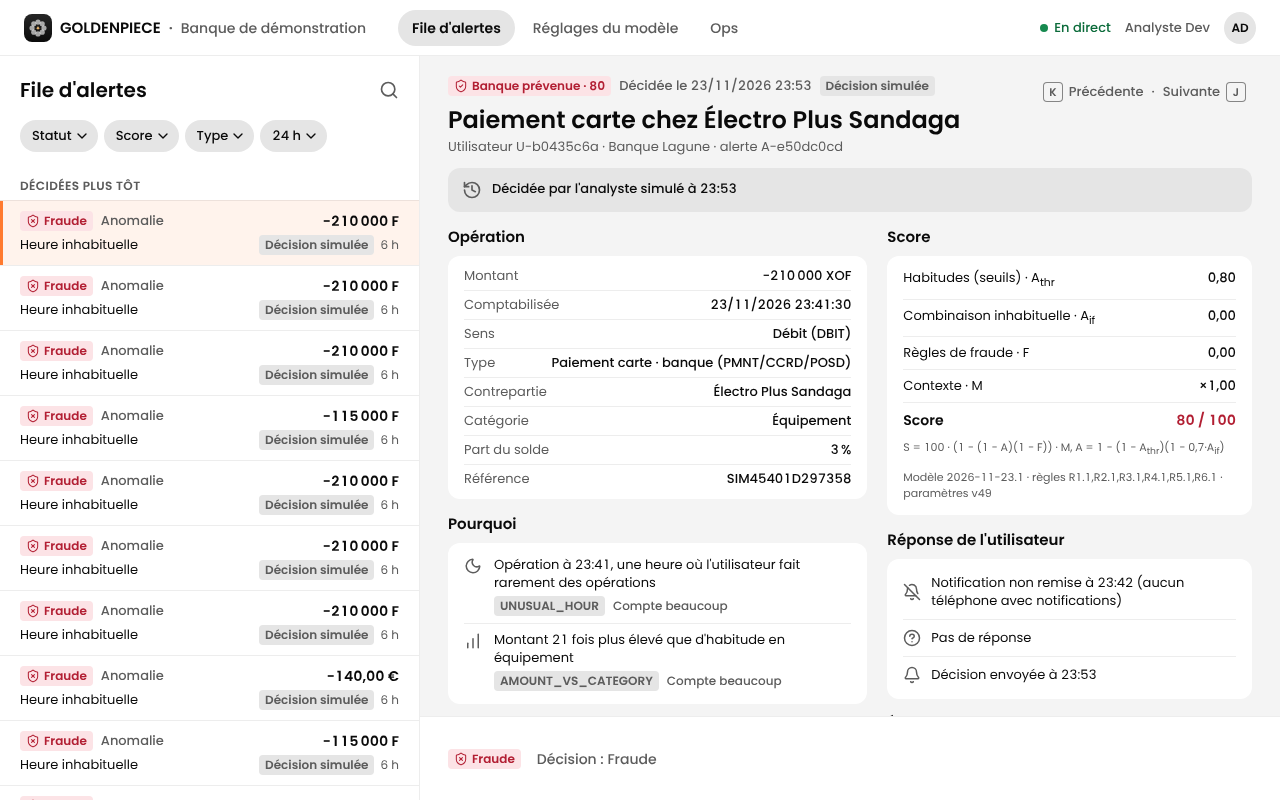 GOLDENPIECE · Banque de démonstration
File d'alertes
Réglages du modèle
Ops
En direct
Analyste Dev
AD
File d'alertes
Statut
Score
Type
24 h
DÉCIDÉES PLUS TÔT
Fraude Anomalie -210 000 F
Heure inhabituelle Décision simulée 6 h
Fraude Anomalie -210 000 F
Heure inhabituelle Décision simulée 6 h
Fraude Anomalie -210 000 F
Heure inhabituelle Décision simulée 6 h
Fraude Anomalie -115 000 F
Heure inhabituelle Décision simulée 6 h
Fraude Anomalie -210 000 F
Heure inhabituelle Décision simulée 6 h
Fraude Anomalie -210 000 F
Heure inhabituelle Décision simulée 6 h
Fraude Anomalie -210 000 F
Heure inhabituelle Décision simulée 6 h
Fraude Anomalie -140,00 €
Heure inhabituelle Décision simulée 6 h
Fraude Anomalie -115 000 F
Heure inhabituelle Décision simulée 6 h
Banque prévenue · 80 Décidée le 23/11/2026 23:53 Décision simulée
K Précédente · Suivante J
Paiement carte chez Électro Plus Sandaga
Utilisateur U-b0435c6a · Banque Lagune · alerte A-e50dc0cd
Décidée par l'analyste simulé à 23:53
Opération
Montant -210 000 XOF
Comptabilisée 23/11/2026 23:41:30
Sens Débit (DBIT)
Type Paiement carte · banque (PMNT/CCRD/POSD)
Contrepartie Électro Plus Sandaga
Catégorie Équipement
Part du solde 3 %
Référence SIM45401D297358
Pourquoi
Opération à 23:41, une heure où l'utilisateur fait
rarement des opérations
UNUSUAL_HOUR Compte beaucoup
Montant 21 fois plus élevé que d'habitude en
équipement
AMOUNT_VS_CATEGORY Compte beaucoup
Score
Habitudes (seuils) · Athr 0,80
Combinaison inhabituelle · Aif 0,00
Règles de fraude · F 0,00
Contexte · M ×1,00
Score 80 / 100
S = 100 · (1 − (1 − A)(1 − F)) · M, A = 1 − (1 − Athr)(1 − 0,7·Aif)
Modèle 2026-11-23.1 · règles R1.1,R2.1,R3.1,R4.1,R5.1,R6.1 ·
paramètres v49
Réponse de l'utilisateur
Notification non remise à 23:42 (aucun
téléphone avec notifications)
Pas de réponse
Décision envoyée à 23:53
Fraude Décision : Fraude